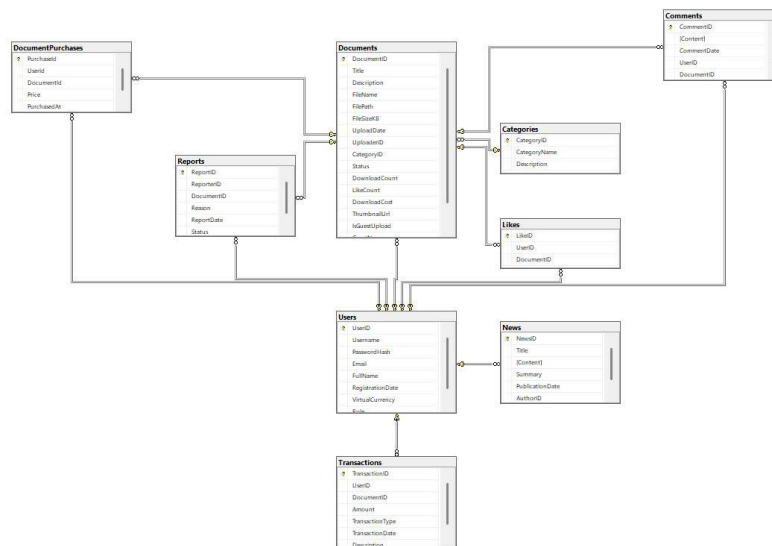 DocumentPurchases
PurchaseId
UserId
DocumentId
Price
PurchasedAt
Documents
DocumentID
Title
Description
FileName
FilePath
FileSizeKB
UploadDate
UploaderID
CategoryID
Status
DownloadCount
LikeCount
DownloadCost
ThumbnailUrl
IsGuestUpload
Comments
CommentID
[Content]
CommentDate
UserID
DocumentID
Categories
CategoryID
CategoryName
Description
Reports
ReportID
ReporterID
DocumentID
Reason
ReportDate
Status
Likes
LikeID
UserID
DocumentID
Users
UserID
Username
PasswordHash
Email
FullName
RegistrationDate
VirtualCurrency
Role
News
NewsID
Title
[Content]
Summary
PublicationDate
AuthorID
Transactions
TransactionID
UserID
DocumentID
Amount
TransactionType
TransactionDate
Description